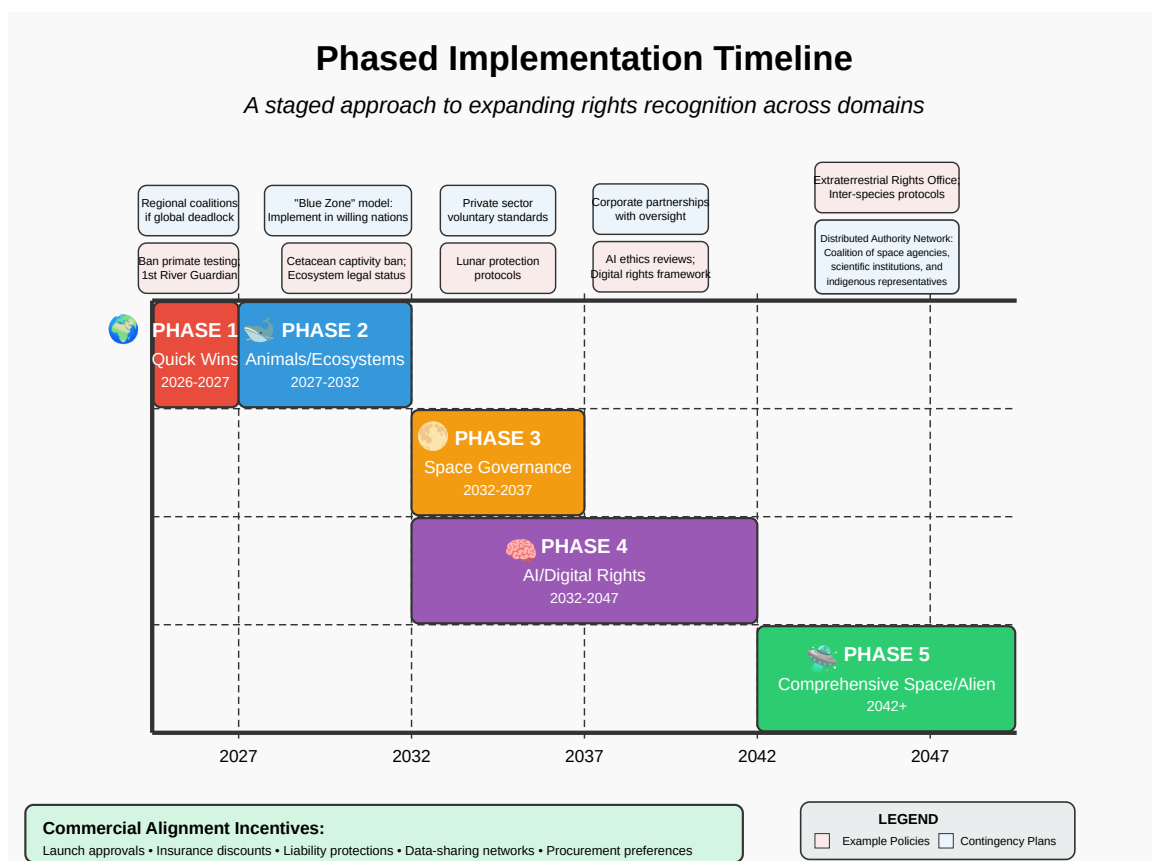 Phased Implementation Timeline
A staged approach to expanding rights recognition across domains
Regional coalitions
if global deadlock
"Blue Zone" model:
Implement in willing nations
Private sector
voluntary standards
Corporate partnerships
with oversight
Extraterrestrial Rights Office;
Inter-species protocols
Ban primate testing;
1st River Guardian
Cetacean captivity ban;
Ecosystem legal status
Lunar protection
protocols
AI ethics reviews;
Digital rights framework
Distributed Authority Network:
Coalition of space agencies,
scientific institutions, and
indigenous representatives
PHASE 1
Quick Wins
2026-2027
PHASE 2
Animals/Ecosystems
2027-2032
PHASE 3
Space Governance
2032-2037
PHASE 4
AI/Digital Rights
2032-2047
PHASE 5
Comprehensive Space/Alien
2042+
2027 2032 2037 2042 2047
Commercial Alignment Incentives:
Launch approvals • Insurance discounts • Liability protections • Data-sharing networks • Procurement preferences
LEGEND
Example Policies Contingency Plans